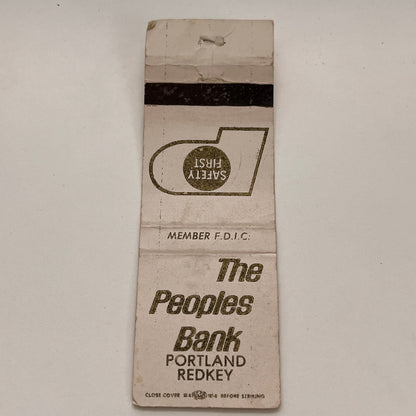 SAFETY
FIRST
MEMBER F.D.I.C.
The
Peoples
Bank
PORTLAND
REDKEY
CLOSE COVER BEFORE STRIKING